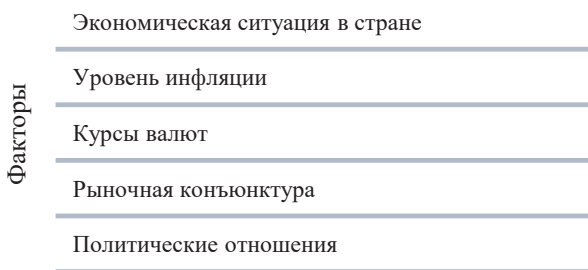 Факторы
Экономическая ситуация в стране
Уровень инфляции
Курсы валют
Рыночная конъюнктура
Политические отношения